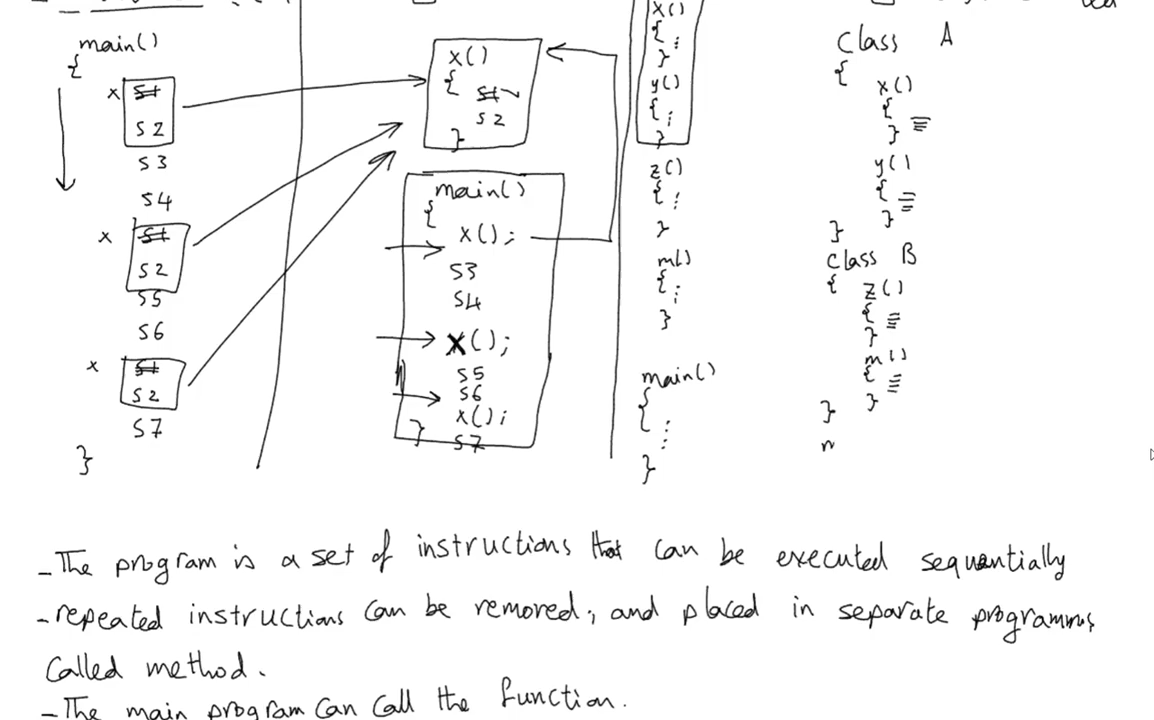 main()
{
x S1
S2
S3
S4
x S1
S2
S5
S6
x S1
S2
S7
}
x()
{
S1
S2
}
main()
{
x();
S3
S4
x();
S5
S6
x();
} S7
x()
{ :
}
y()
{ :
}
z()
{ :
}
m()
{ :
}
main()
{
:
:
}
Class A
{
x()
{
}
y()
{
}
}
Class B
{
z()
{
}
m()
{
}
}
- The program is a set of instructions that can be executed sequentially
- repeated instructions can be removed, and placed in separate programms
Called method.
- The main program can call the function.